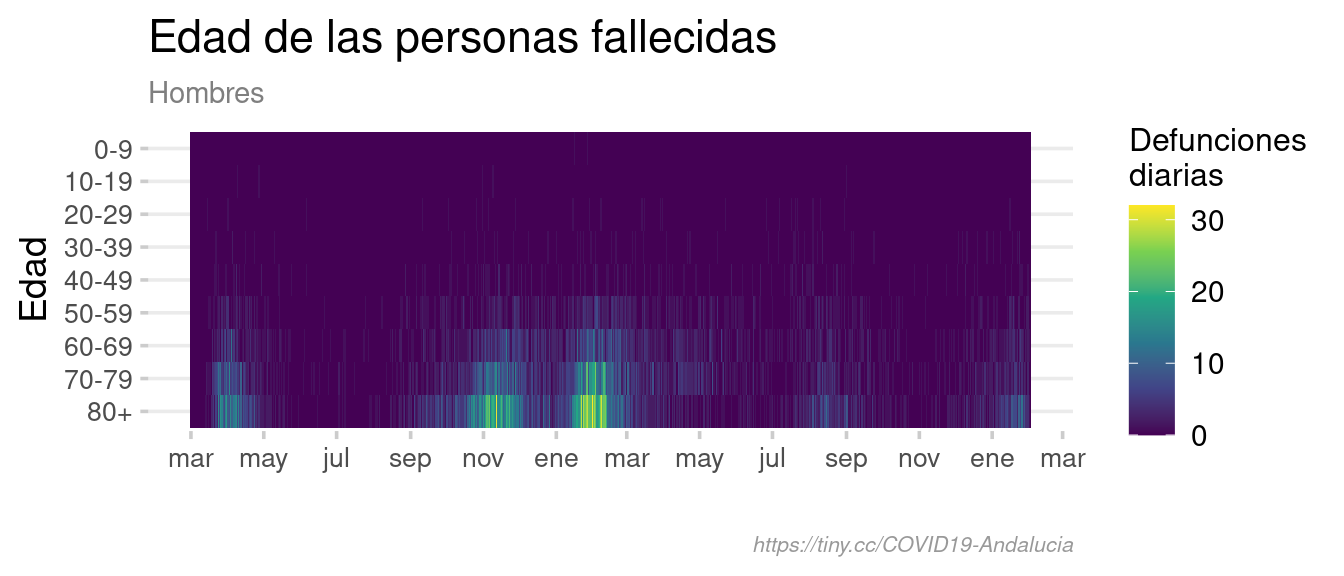 Edad de las personas fallecidas
Hombres
Edad
0-9
10-19
20-29
30-39
40-49
50-59
60-69
70-79
80+
mar may jul sep nov ene mar may jul sep nov ene mar
Defunciones
diarias
30
20
10
0
https://tiny.cc/COVID19-Andalucia